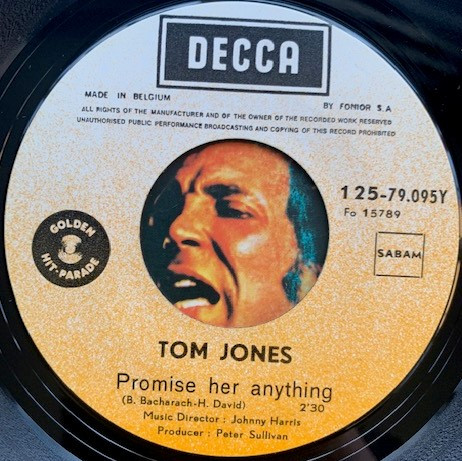 DECCA
MADE IN BELGIUM
BY FONIOR S.A
ALL RIGHTS OF THE MANUFACTURER AND OF THE OWNER OF THE RECORDED WORK RESERVED
UNAUTHORISED PUBLIC PERFORMANCE BROADCASTING AND COPYING OF THIS RECORD PROHIBITED
125-79.095Y
Fo 15789
GOLDEN
HIT-PARADE
SABAM
TOM JONES
Promise her anything
(B. Bacharach-H. David) 2'30
Music Director : Johnny Harris
Producer : Peter Sullivan